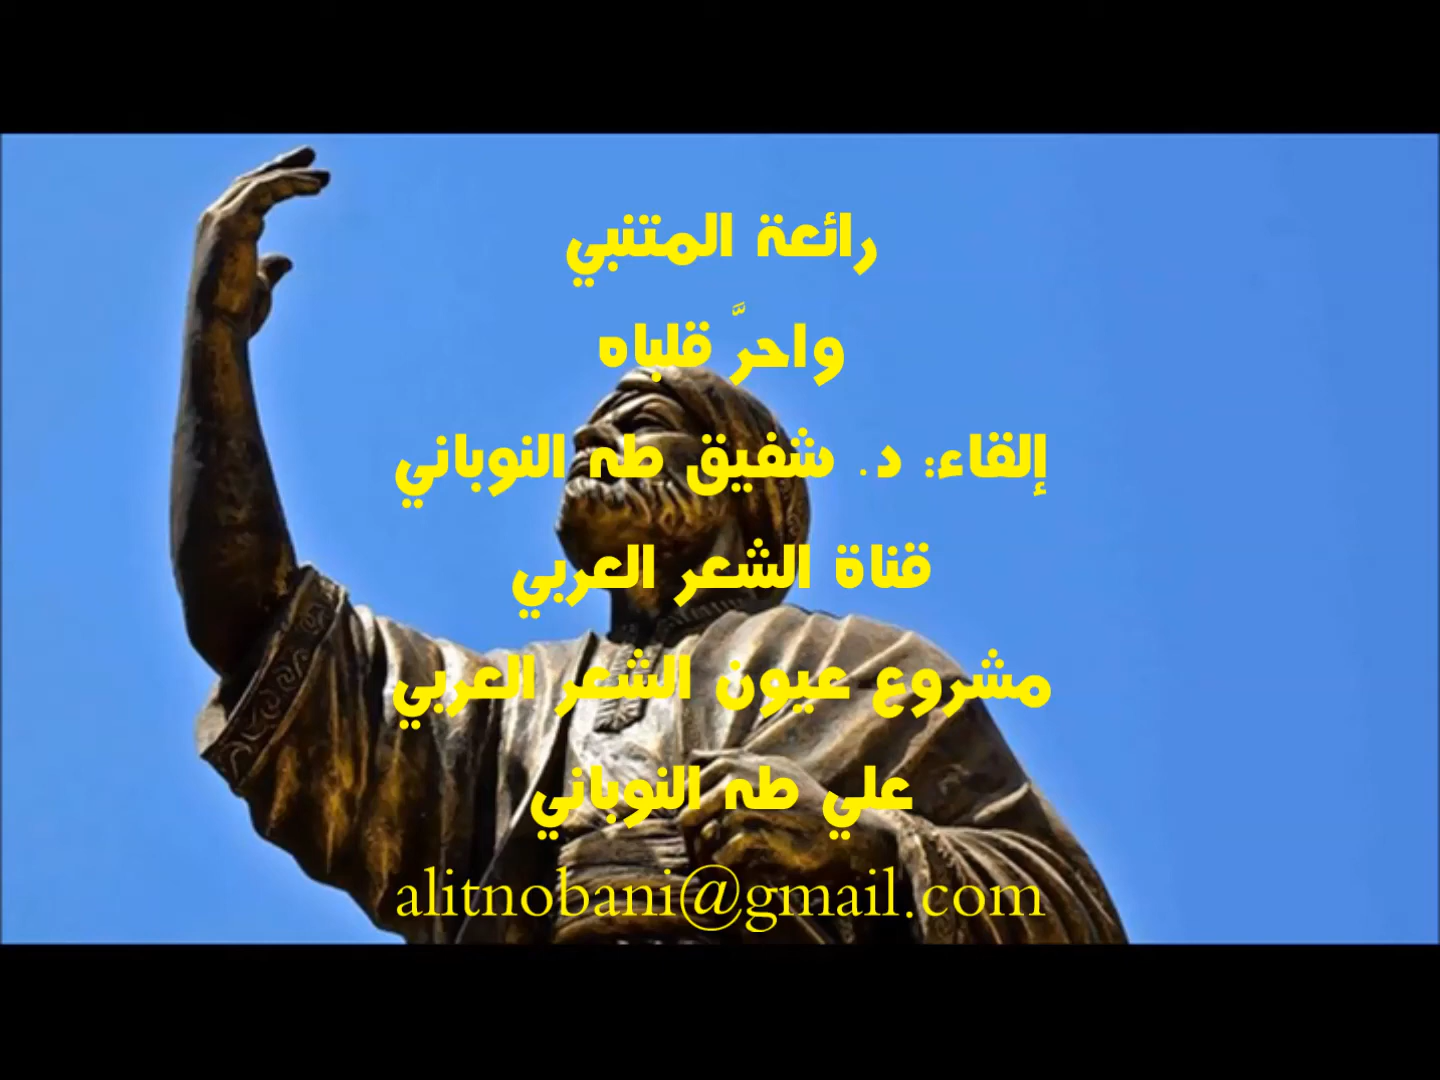 رائعة المتنبي
واحرَّ قلباه
إلقاء: د. شفيق طه النوباني
قناة الشعر العربي
مشروع عيون الشعر العربي
علي طه النوباني
alitnobani@gmail.com